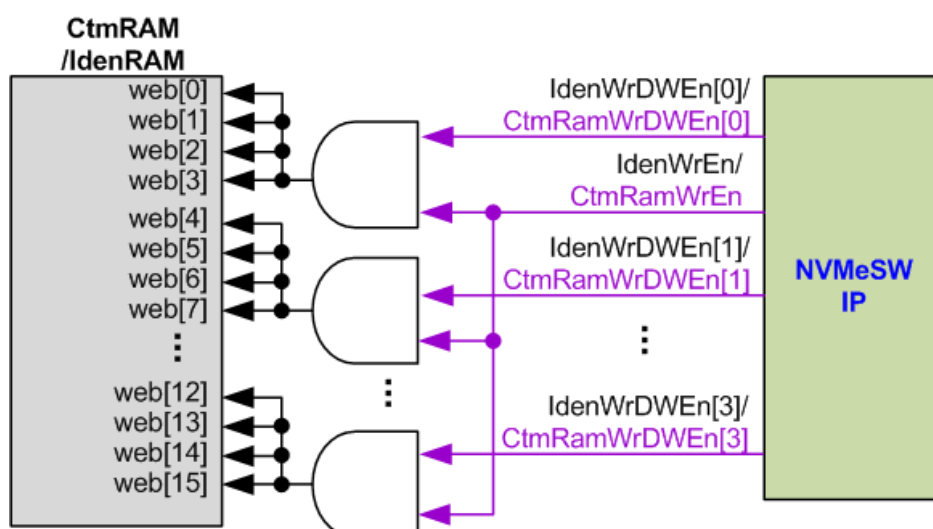 CtmRAM
/IdenRAM
web[0]
web[1]
web[2]
web[3]
web[4]
web[5]
web[6]
web[7]
web[12]
web[13]
web[14]
web[15]
IdenWrDWEn[0]/
CtmRamWrDWEn[0]
IdenWrEn/
CtmRamWrEn
IdenWrDWEn[1]/
CtmRamWrDWEn[1]
IdenWrDWEn[3]/
CtmRamWrDWEn[3]
NVMeSW
IP